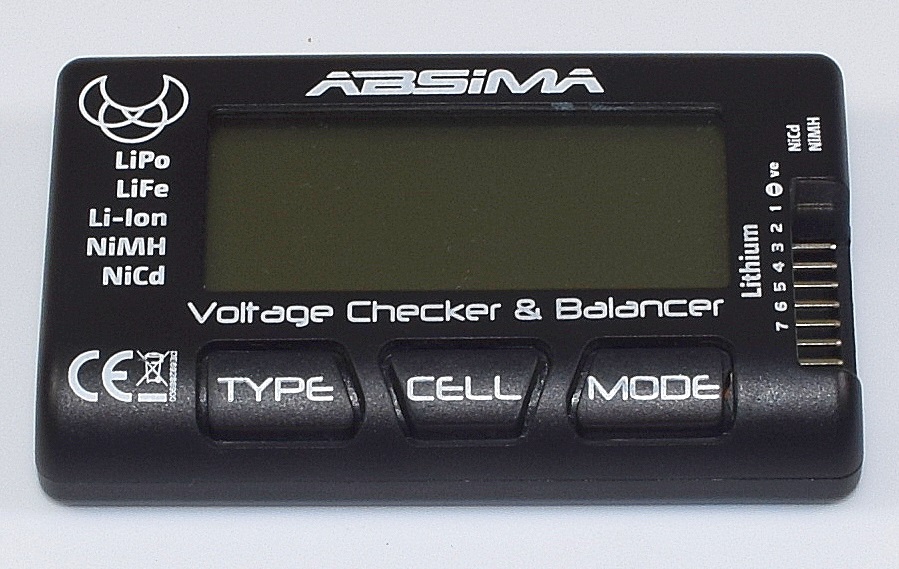 ABSiMA
LiPo
LiFe
Li-Ion
NiMH
NiCd
Voltage Checker & Balancer
CE
TYPE
CELL
MODE
NiCd
NiMH
Lithium
7 6 5 4 3 2 1 ⊖ ve